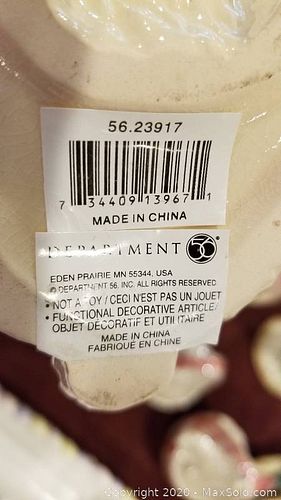 56.23917
7 34409 13967 1
MADE IN CHINA
DEPARTMENT 56
EDEN PRAIRIE MN 55344, USA
© DEPARTMENT 56, INC. ALL RIGHTS RESERVED.
• NOT A TOY / CECI N'EST PAS UN JOUET
• FUNCTIONAL DECORATIVE ARTICLE/
OBJET DÉCORATIF ET UTILITAIRE
MADE IN CHINA
FABRIQUÉ EN CHINE
Copyright 2020 - MaxSold.com